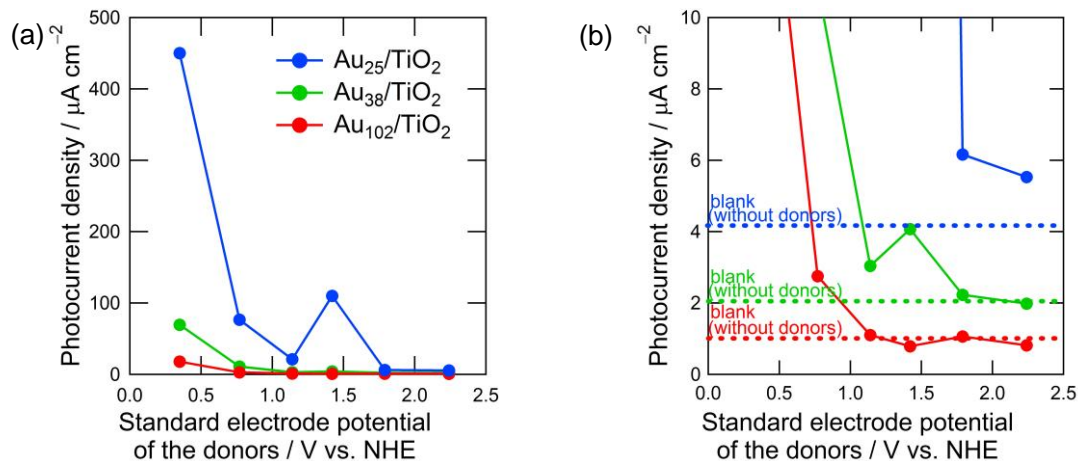 (a)
Photocurrent density / μA cm⁻²
500
400
300
200
100
0
Au₂₅/TiO₂
Au₃₈/TiO₂
Au₁₀₂/TiO₂
0.0 0.5 1.0 1.5 2.0 2.5
Standard electrode potential
of the donors / V vs. NHE
(b)
Photocurrent density / μA cm⁻²
10
8
6
4
2
0
blank
(without donors)
blank
(without donors)
blank
(without donors)
0.0 0.5 1.0 1.5 2.0 2.5
Standard electrode potential
of the donors / V vs. NHE